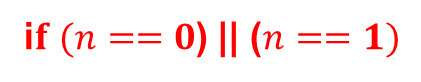 if (n == 0) || (n == 1)